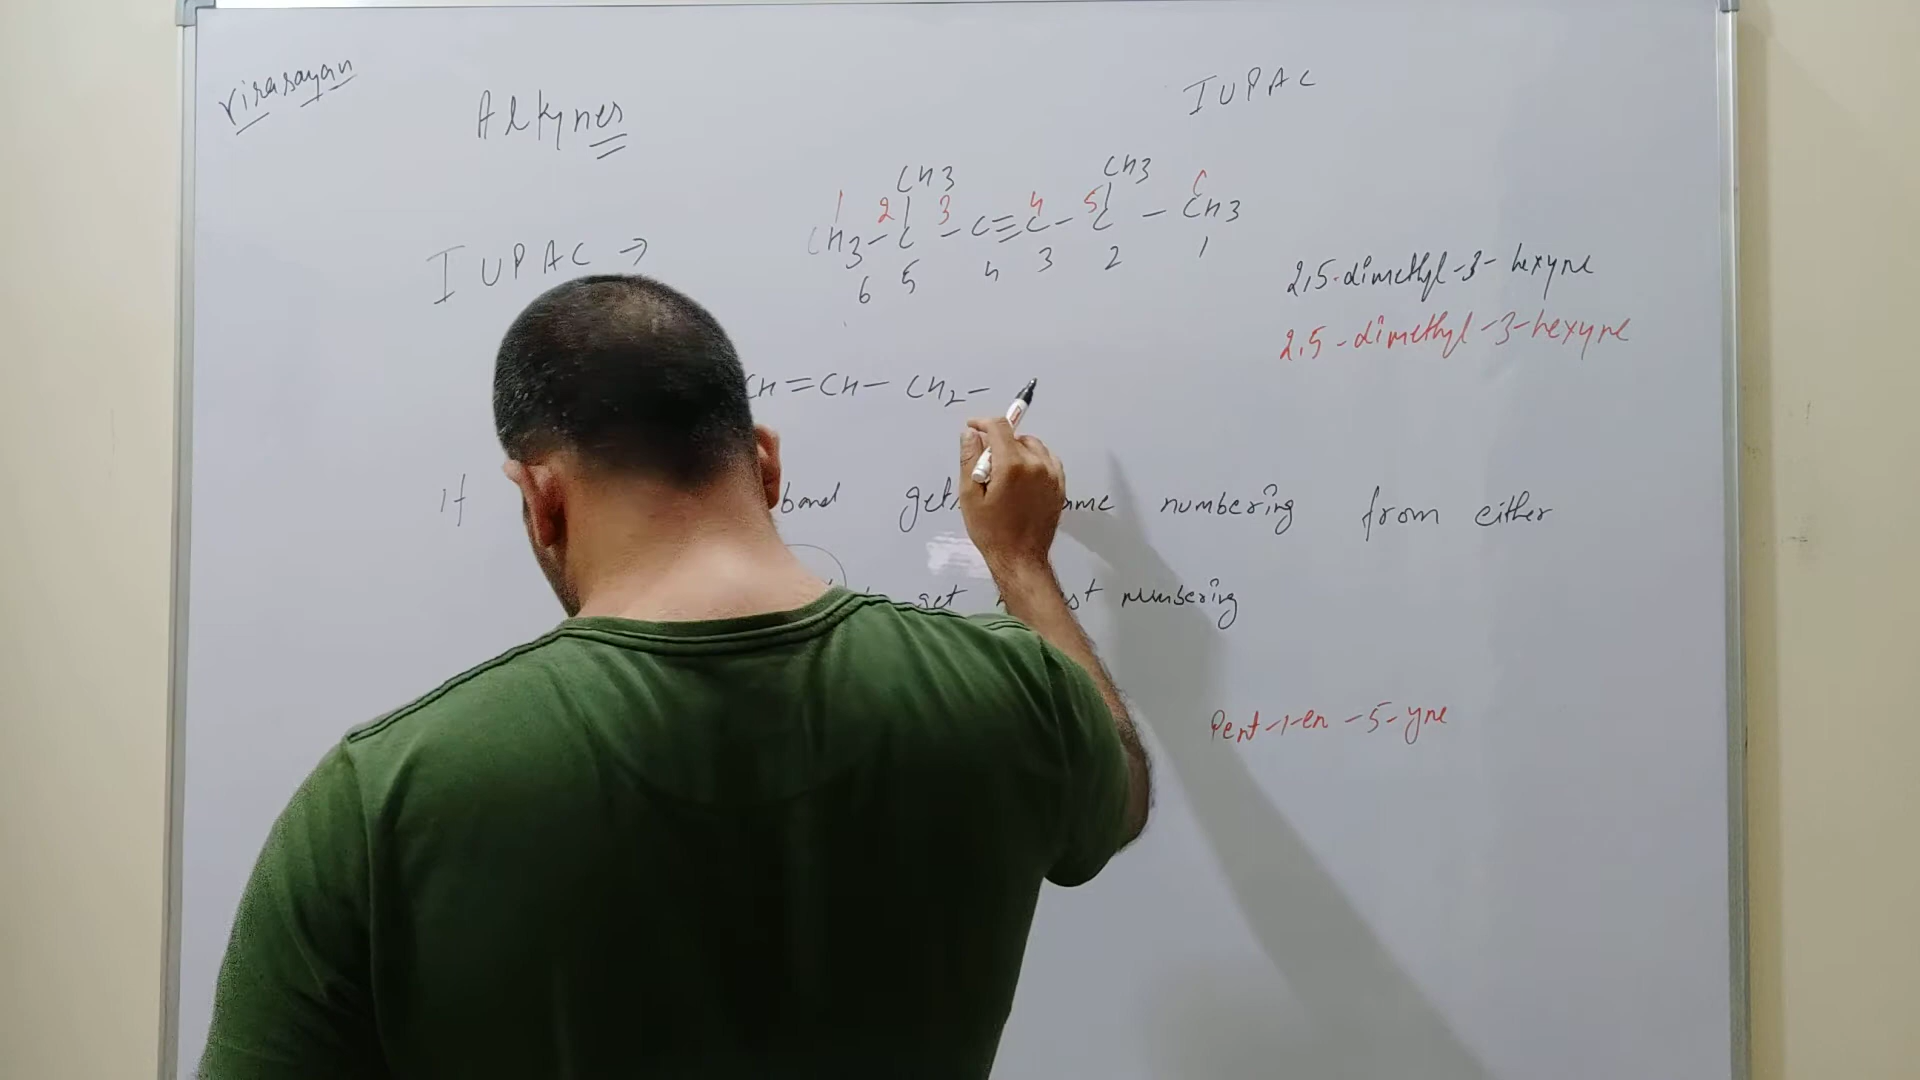 Virasayan
Alkynes
IUPAC
CH3 CH3
1 2 3 4 5
CH3 - C - C ≡ C - C - CH3
6 5 4 3 2 1
IUPAC →
2,5-dimethyl-3-hexyne
2,5-dimethyl-3-hexyne
CH=CH-CH2-
If bond numbering from either
get numbering
Pent-1-en-5-yne